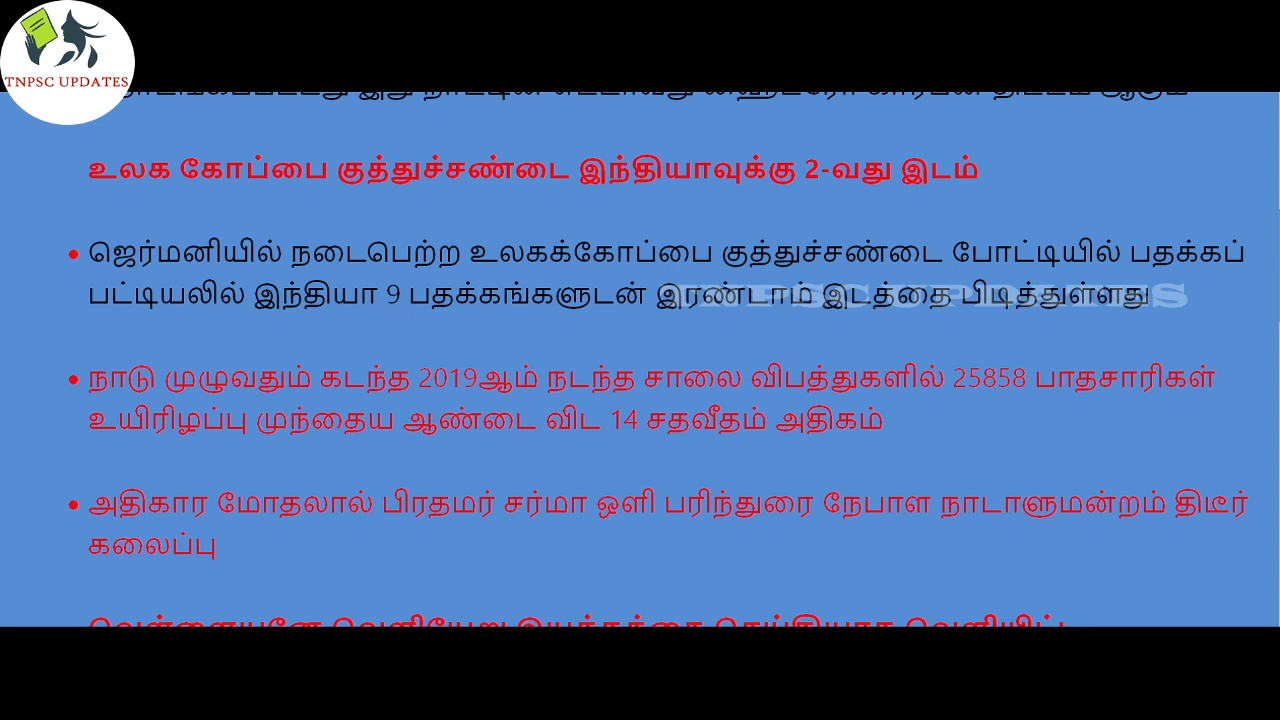 TNPSC UPDATES
உலக கோப்பை குத்துச்சண்டை இந்தியாவுக்கு 2-வது இடம்
• ஜெர்மனியில் நடைபெற்ற உலகக்கோப்பை குத்துச்சண்டை போட்டியில் பதக்கப்
பட்டியலில் இந்தியா 9 பதக்கங்களுடன் இரண்டாம் இடத்தை பிடித்துள்ளது
TNPSC UPDATES
• நாடு முழுவதும் கடந்த 2019ஆம் நடந்த சாலை விபத்துகளில் 25858 பாதசாரிகள்
உயிரிழப்பு முந்தைய ஆண்டை விட 14 சதவீதம் அதிகம்
• அதிகார மோதலால் பிரதமர் சர்மா ஒளி பரிந்துரை நேபாள நாடாளுமன்றம் திடீர்
கலைப்பு